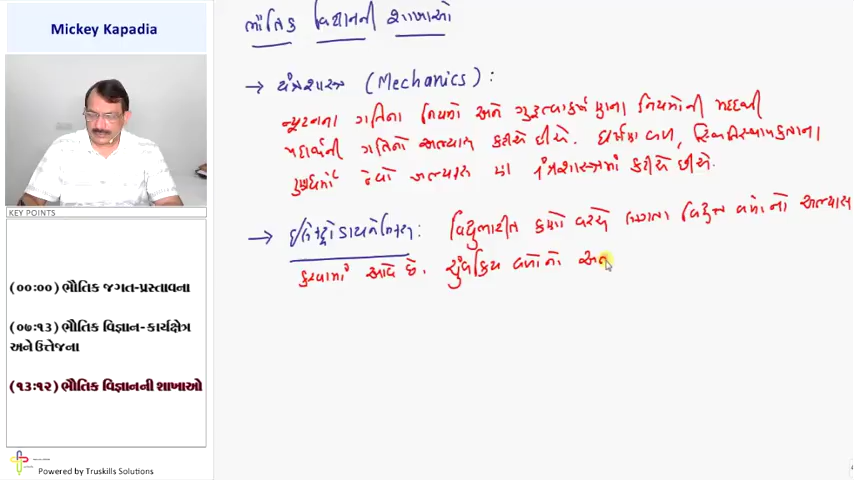 Mickey Kapadia
KEY POINTS
(૦૦:૦૦) ભૌતિક જગત-પ્રસ્તાવના
(૦૭:૧૩) ભૌતિક વિજ્ઞાન-કાર્યક્ષેત્ર
અને ઉત્તેજના
(૧૩:૧૨) ભૌતિક વિજ્ઞાનની શાખાઓ
Powered by Truskills Solutions
ભૌતિક વિજ્ઞાનની શાખાઓ
→ યંત્રશાસ્ત્ર (Mechanics) :
ન્યૂટનના ગતિના નિયમો અને ગુરુત્વાકર્ષણના નિયમોની મદદથી
પદાર્થની ગતિનો અભ્યાસ કરીએ છીએ. ઘર્ષણ બળ, સ્થિતિસ્થાપકતાના
અભ્યાસ પણ યંત્રશાસ્ત્રમાં કરીએ છીએ.
→ ઇલેક્ટ્રોડાયનેમિક્સ : વિદ્યુતભારીત કણો વચ્ચે લાગતા વિદ્યુત બળોનો અભ્યાસ
કરવામાં આવે છે. ચુંબકિય બળોનો